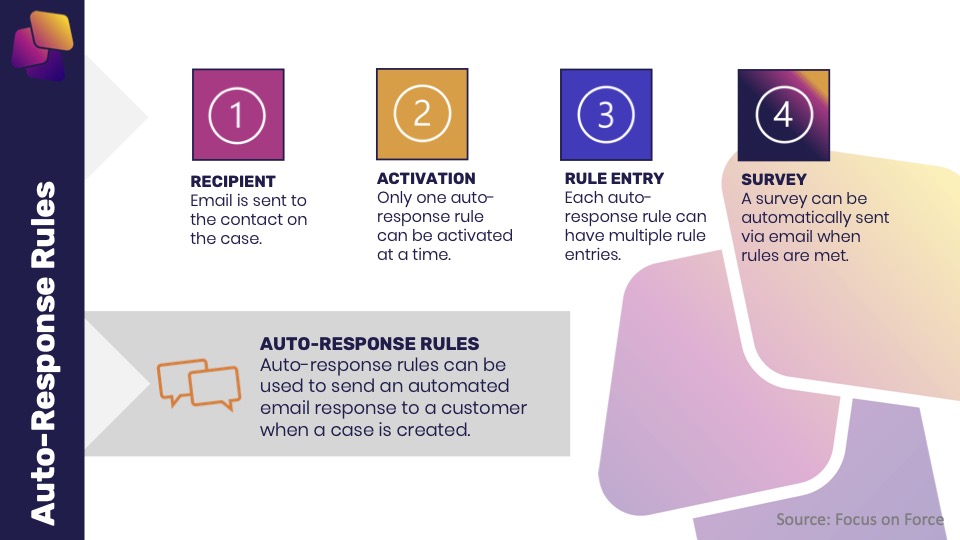 Auto-Response Rules
1
RECIPIENT
Email is sent to
the contact on
the case.
2
ACTIVATION
Only one auto-
response rule
can be activated
at a time.
3
RULE ENTRY
Each auto-
response rule can
have multiple rule
entries.
4
SURVEY
A survey can be
automatically sent
via email when
rules are met.
AUTO-RESPONSE RULES
Auto-response rules can be
used to send an automated
email response to a customer
when a case is created.
Source: Focus on Force